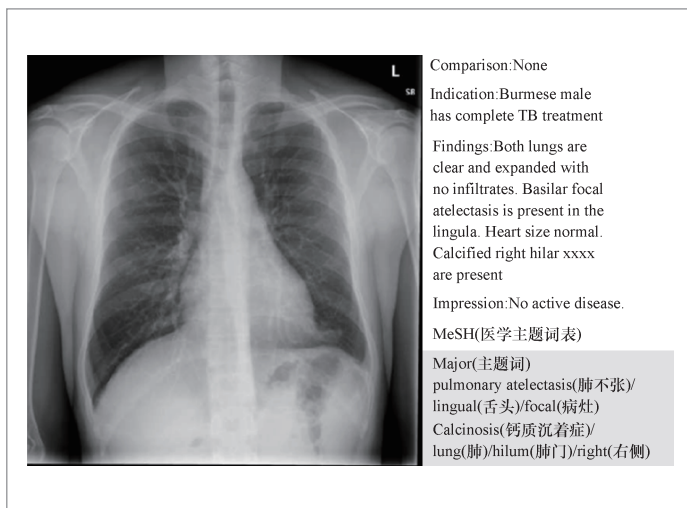 L
Comparison:None
Indication:Burmese male
has complete TB treatment
Findings:Both lungs are
clear and expanded with
no infiltrates. Basilar focal
atelectasis is present in the
lingula. Heart size normal.
Calcified right hilar xxxx
are present
Impression:No active disease.
MeSH(医学主题词表)
Major(主题词)
pulmonary atelectasis(肺不张)/
lingual(舌头)/focal(病灶)
Calcinosis(钙质沉着症)/
lung(肺)/hilum(肺门)/right(右侧)